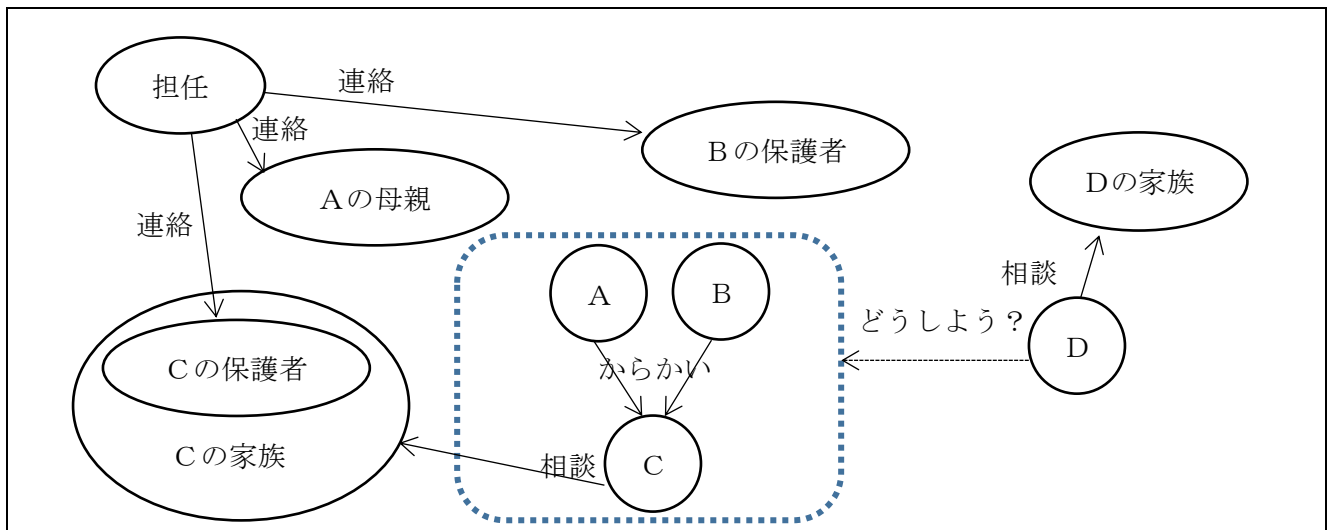 担任
連絡
連絡
Bの保護者
Aの母親
Dの家族
連絡
相談
A
B
どうしよう？
D
からかい
Cの保護者
Cの家族
相談
C